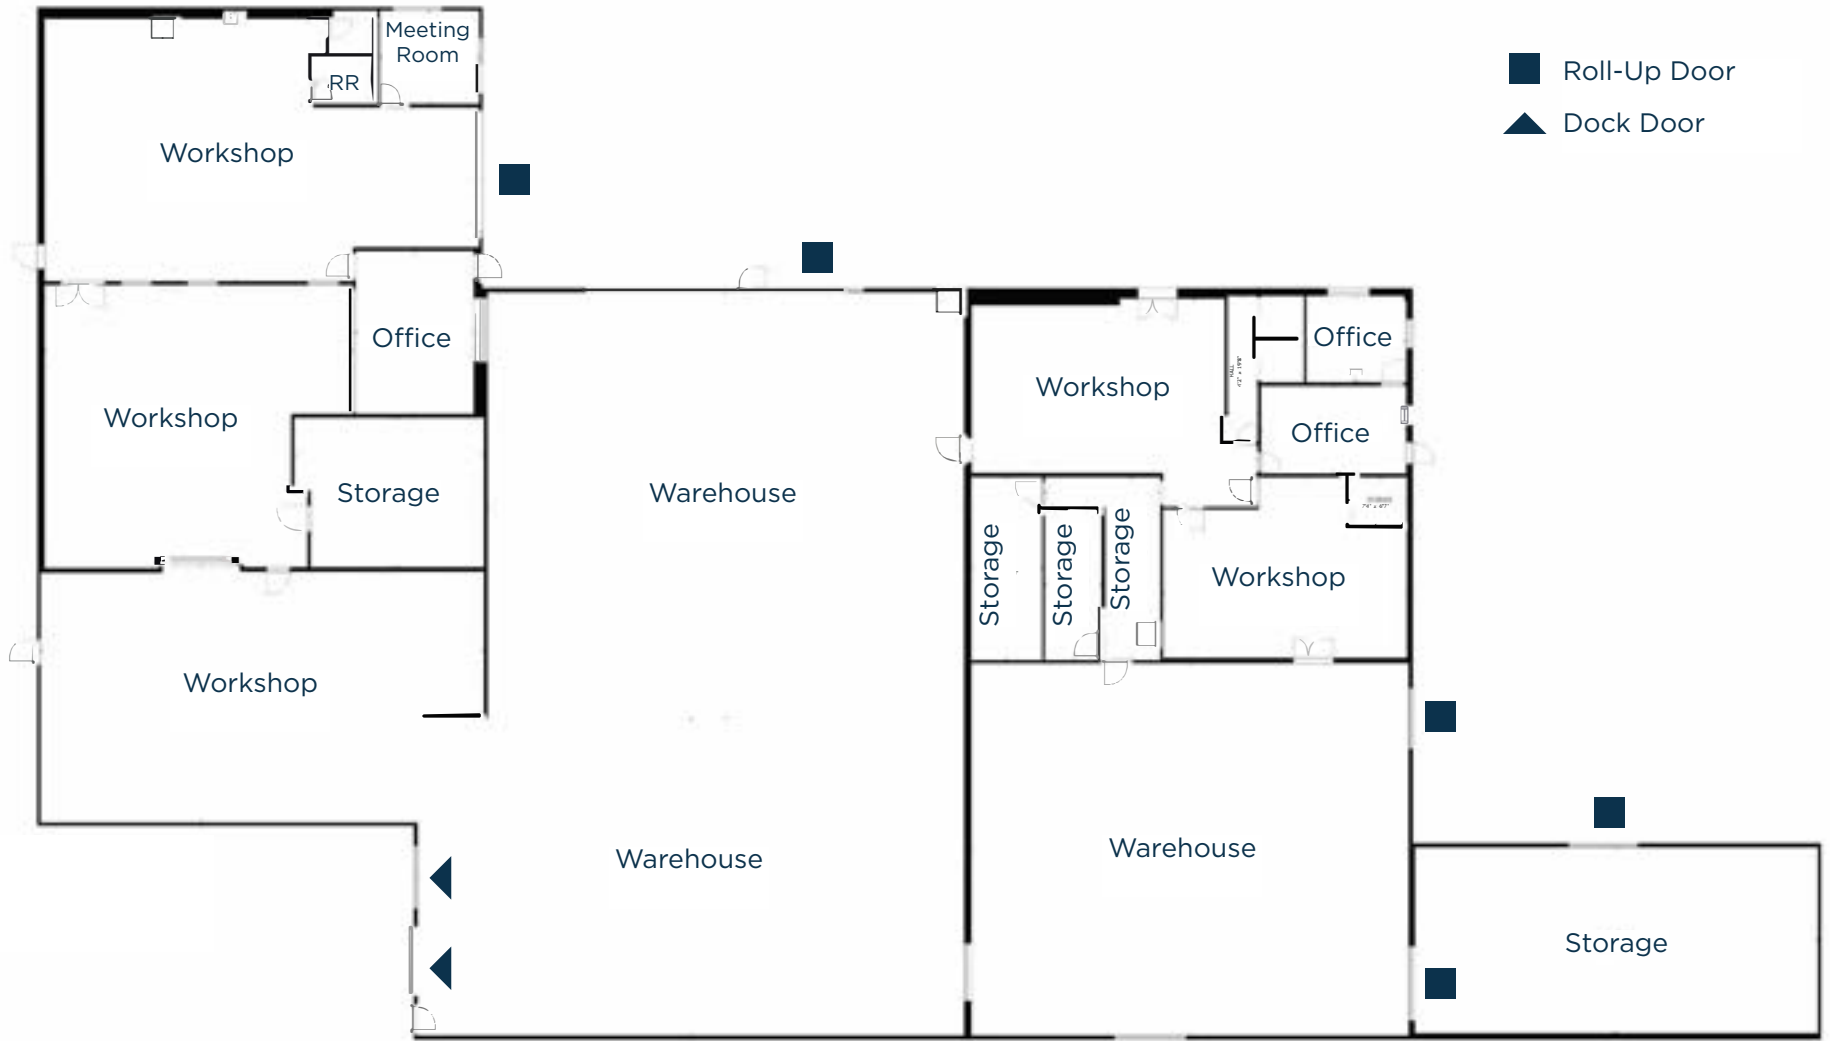 Meeting
Room
Roll-Up Door
RR
Dock Door
Workshop
Office
Office
Workshop
Workshop
Office
Storage
Warehouse
Storage
Storage
Storage
Workshop
Workshop
Warehouse
Warehouse
Storage